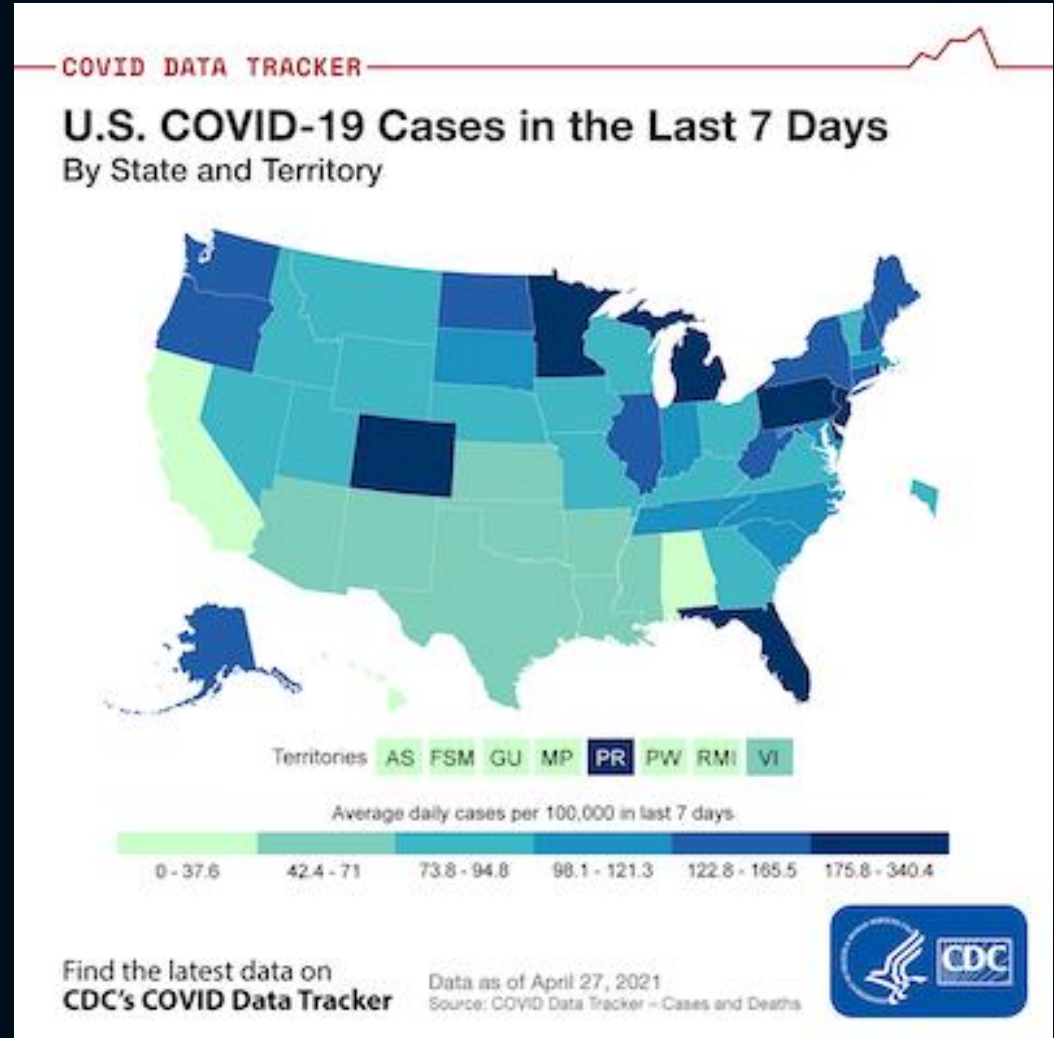 COVID DATA TRACKER
U.S. COVID-19 Cases in the Last 7 Days
By State and Territory
Territories AS FSM GU MP PR PW RMI VI
Average daily cases per 100,000 in last 7 days
0 - 37.6 42.4 - 71 73.8 - 94.8 98.1 - 121.3 122.8 - 165.5 175.8 - 340.4
Find the latest data on
CDC's COVID Data Tracker
Data as of April 27, 2021
Source: COVID Data Tracker – Cases and Deaths
CDC